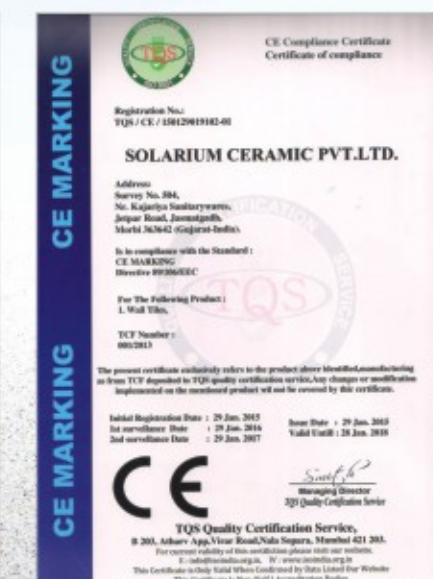 CE MARKING
CE MARKING
TQS
CE Compliance Certificate
Certificate of compliance
Registration No.:
TQS / CE / 150129019102-01
SOLARIUM CERAMIC PVT.LTD.
Address:
Survey No. 504,
Nr. Kajariya Sanitarywares,
Jetpar Road,
Morbi 363642 (Gujarat-India).
Is in compliance with the Standard :
CE MARKING
Directive 89/106/EEC
For The Following Product :
1. Wall Tiles,
TCF Number :
001/2013
TQS
The present certificate exclusively refers to the product above identified,manufacturing
as from TCF deposited to TQS quality certification service,Any changes or modification
implemented on the mentioned product wil not be covered by this certificate.
Initial Registration Date : 29 Jan. 2015
1st surveillance Date : 29 Jan. 2016
2nd survellance Date : 29 Jan. 2017
Issue Date : 29 Jan. 2015
Valid Untill : 28 Jan. 2018
CE
Managing Director
TQS Quality Certification Service
TQS Quality Certification Service,
B 203, Atharv App,Virar Road,Nala Sopara, Mumbai 421 203.
For current validity of this certifiction please visit our website.
This Certificate is Only Valid When Confirmed by Data Listed Our Website